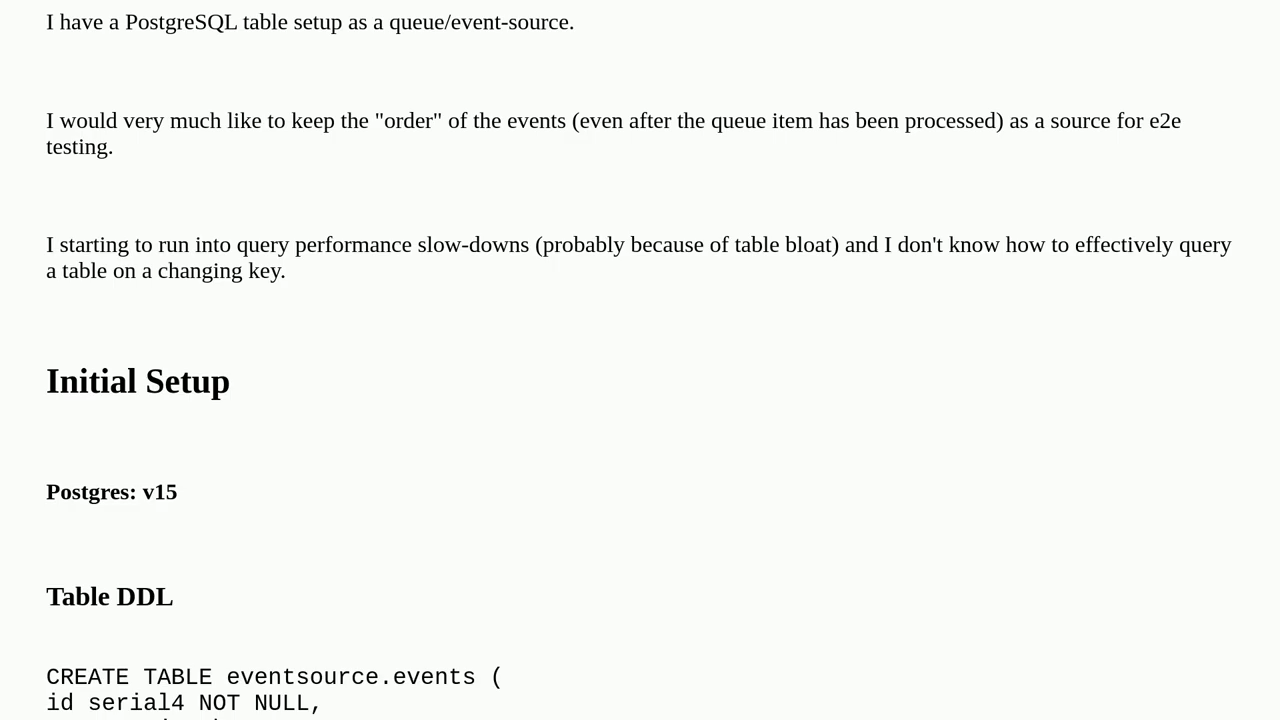 I have a PostgreSQL table setup as a queue/event-source.
I would very much like to keep the "order" of the events (even after the queue item has been processed) as a source for e2e
testing.
I starting to run into query performance slow-downs (probably because of table bloat) and I don't know how to effectively query
a table on a changing key.
Initial Setup
Postgres: v15
Table DDL
CREATE TABLE eventsource.events (
id serial4 NOT NULL,